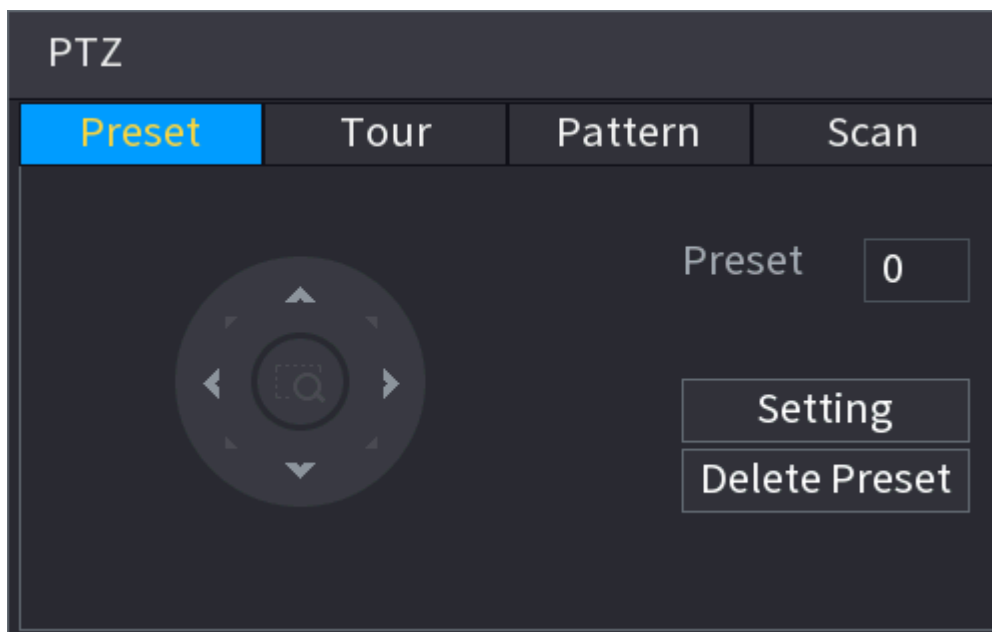 PTZ
Preset Tour Pattern Scan
Preset 0
Setting
Delete Preset